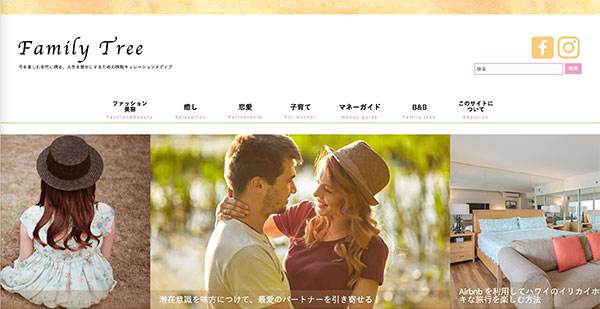 Family Tree
今を楽しむ女性に贈る、人生を豊かにするための体験キュレーションメディア
検索
検索
ファッション
美容
Fashion&Beauty
癒し
Relaxation
恋愛
Partnership
子育て
For mother
マネーガイド
money guide
B&B
Family tree
このサイトに
ついて
About us
潜在意識を味方につけて、最愛のパートナーを引き寄せる
Airbnb を利用してハワイのイリカイホ
キな旅行を楽しむ方法